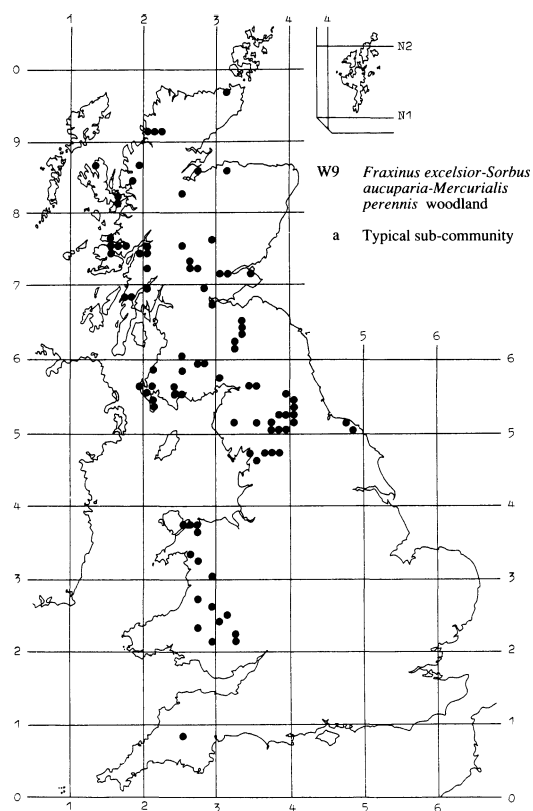 1 2 3 4
4
N2
0
N1
9
W9 Fraxinus excelsior-Sorbus
aucuparia-Mercurialis
perennis woodland
8
a Typical sub-community
7
5 6
6 6
5 5
4 4
3 3
2 2
1 1
0 0
1 2 3 4 5 6